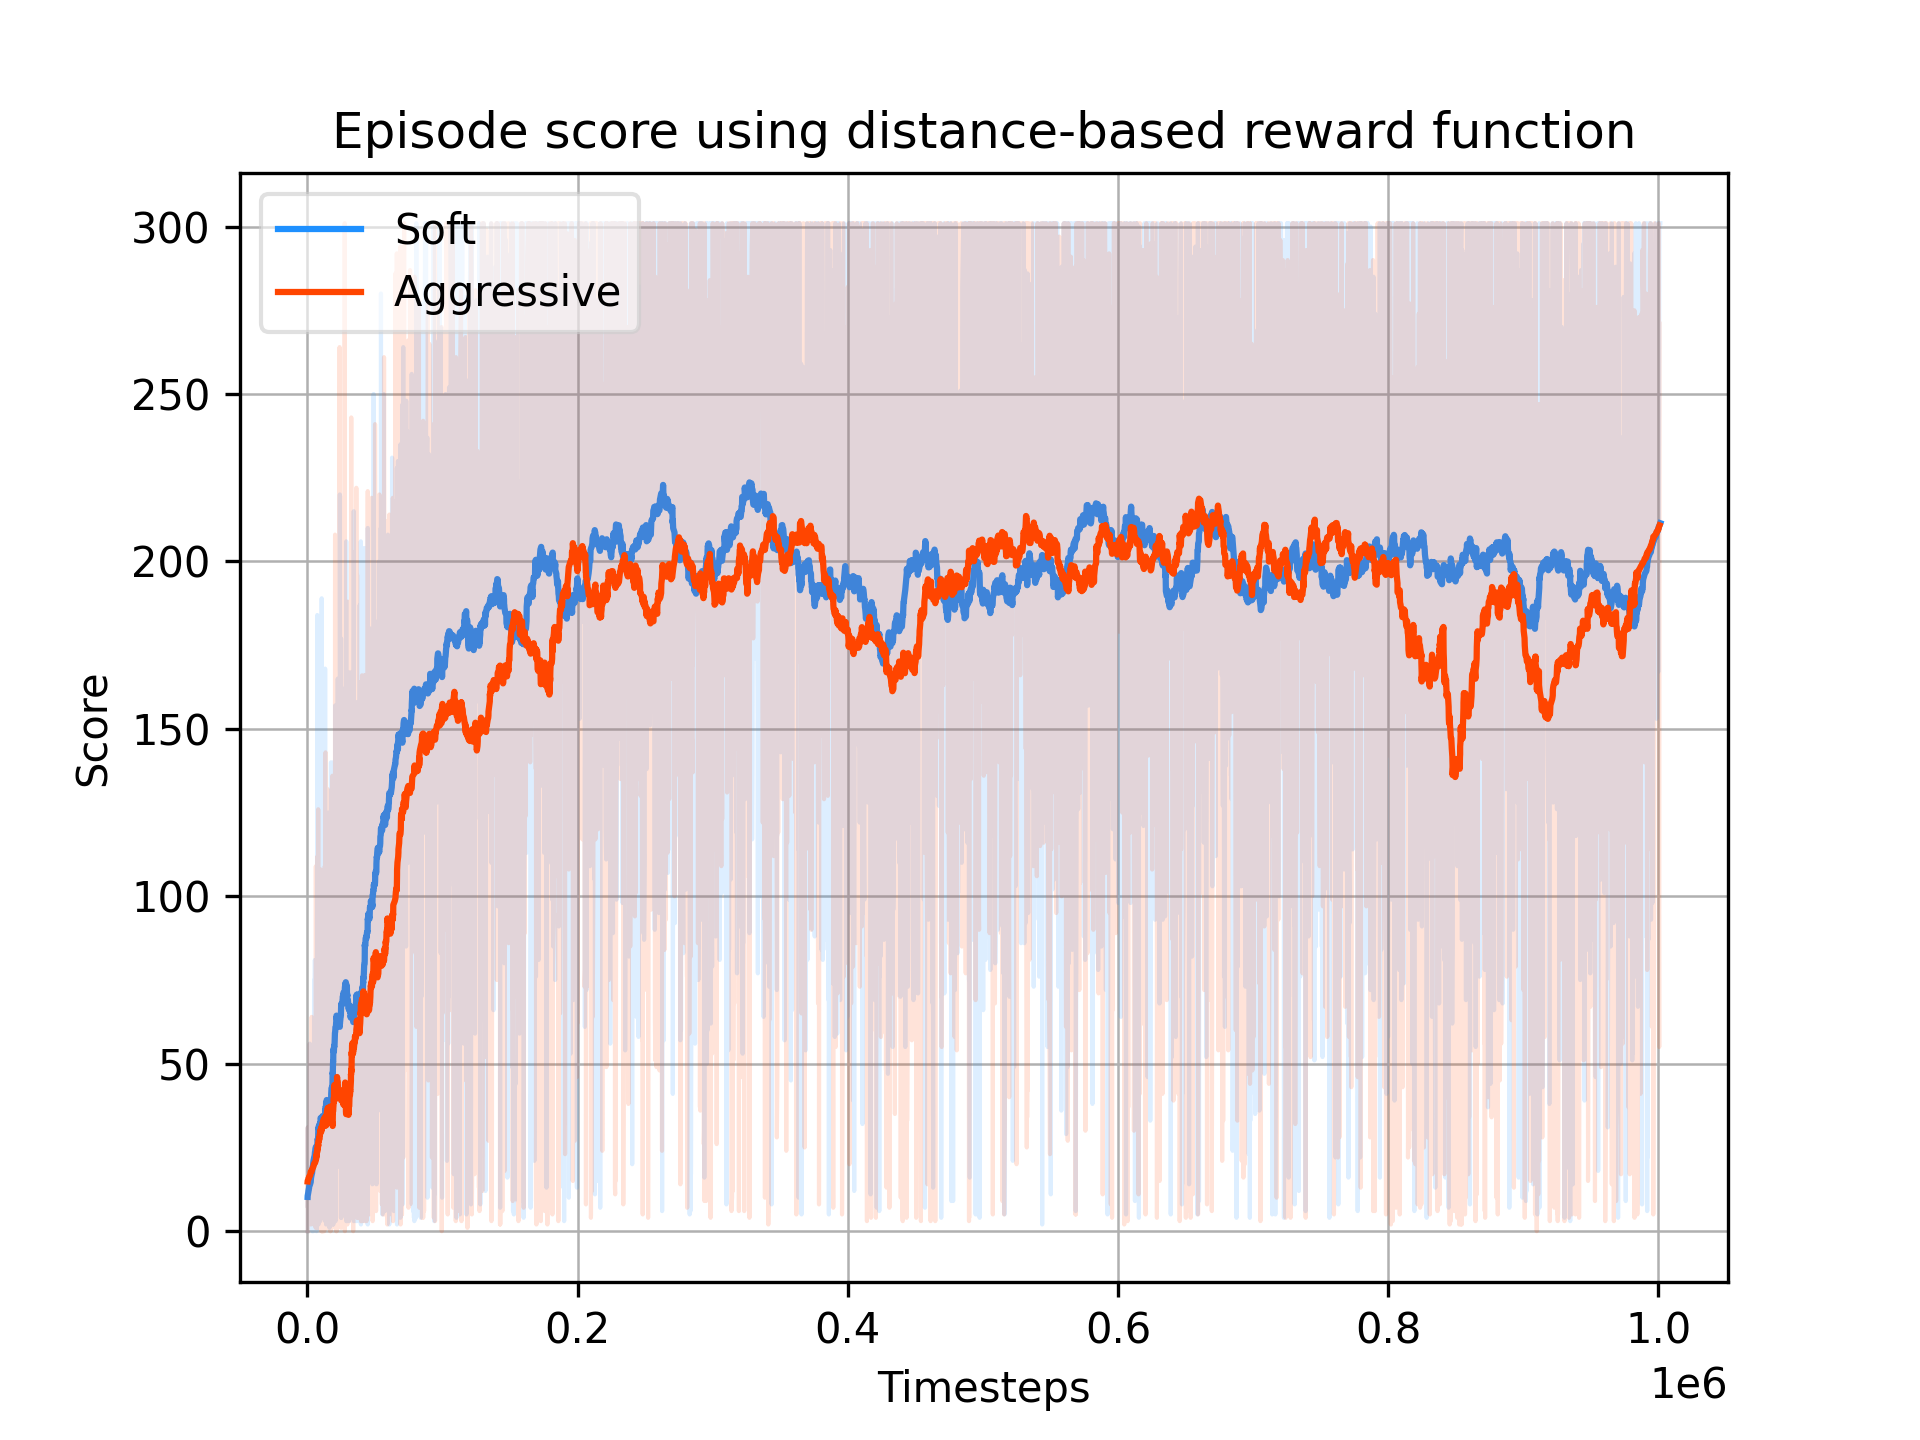 Episode score using distance-based reward function
Soft
Aggressive
300
250
200
150
100
50
0
Score
0.0 0.2 0.4 0.6 0.8 1.0
1e6
Timesteps